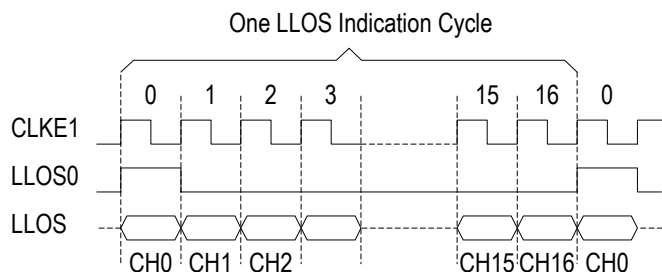 One LLOS Indication Cycle
0 1 2 3 15 16 0
CLKE1
LLOS0
LLOS
CH0 CH1 CH2 CH15 CH16 CH0